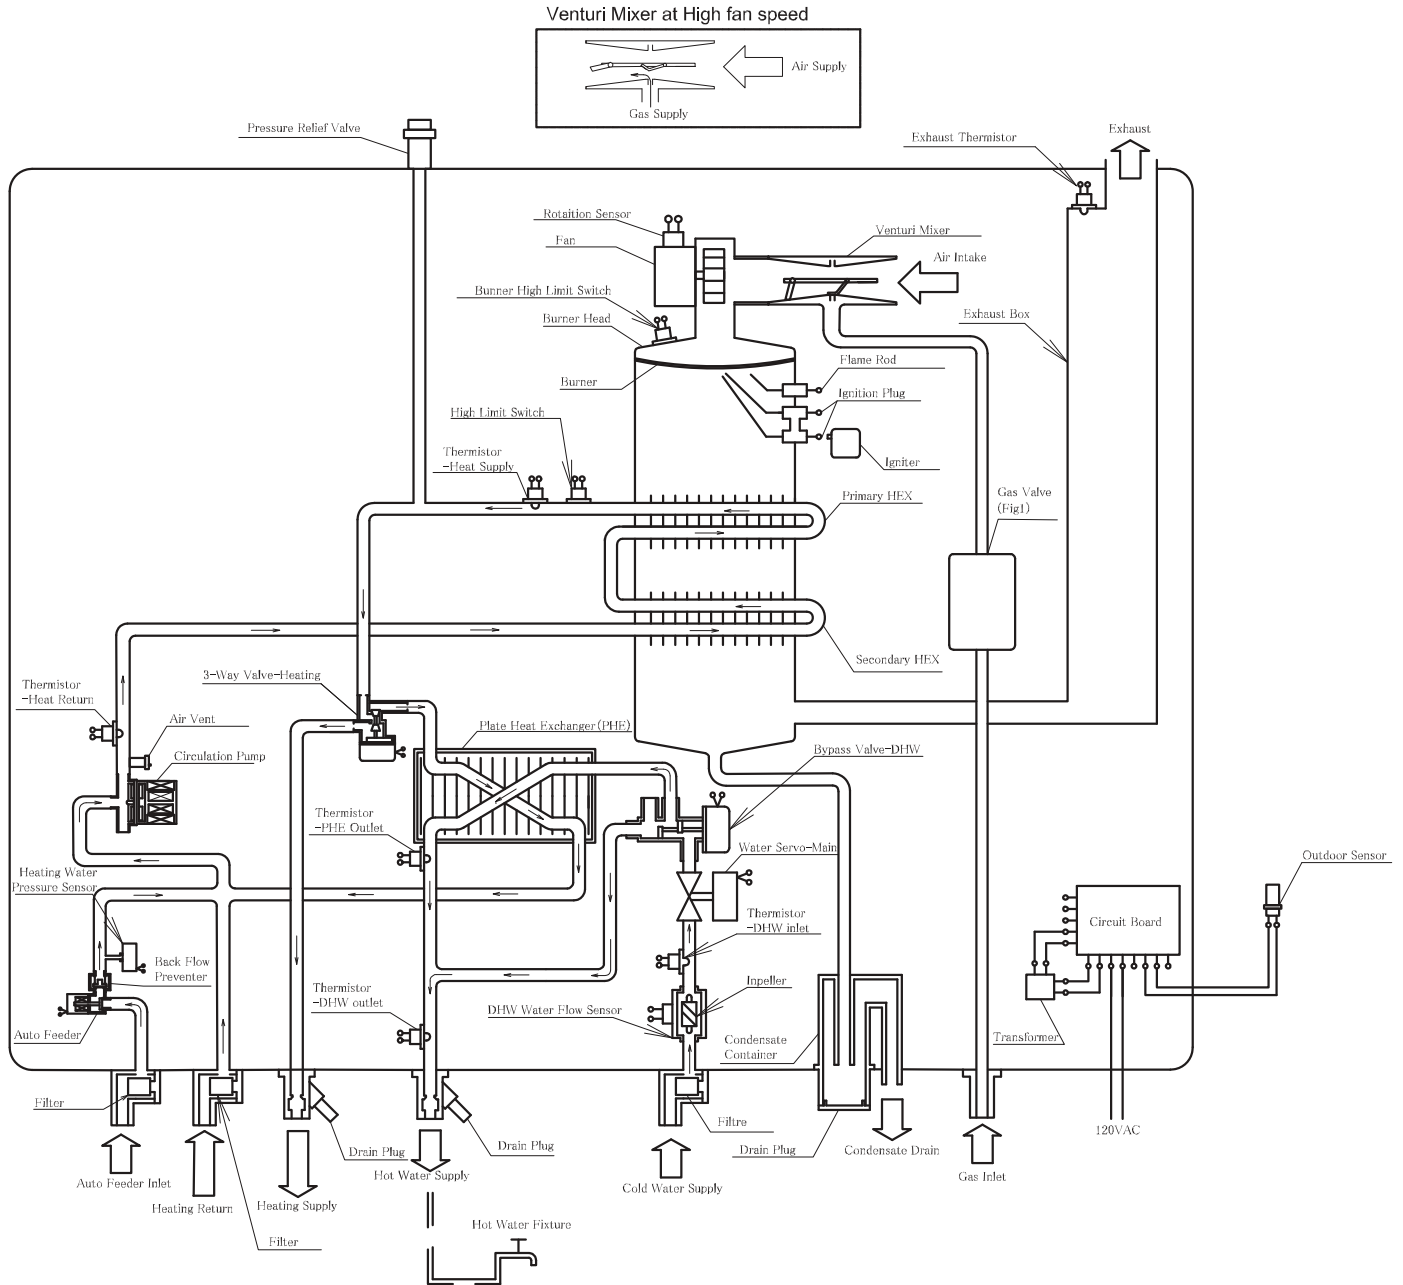 Venturi Mixer at High fan speed
Air Supply
Gas Supply
Pressure Relief Valve
Exhaust Thermistor
Exhaust
Rotaition Sensor
Fan
Venturi Mixer
Air Intake
Bunner High Limit Switch
Burner Head
Exhaust Box
Burner
Flame Rod
Ignition Plug
High Limit Switch
Thermistor
-Heat Supply
Igniter
Primary HEX
Gas Valve
(Fig1)
Secondary HEX
3-Way Valve-Heating
Thermistor
-Heat Return
Air Vent
Plate Heat Exchanger(PHE)
Bypass Valve-DHW
Circulation Pump
Thermistor
-PHE Outlet
Water Servo-Main
Heating Water
Pressure Sensor
Outdoor Sensor
Circuit Board
Thermistor
-DHW inlet
Back Flow
Preventer
Thermistor
-DHW outlet
Inpeller
DHW Water Flow Sensor
Auto Feeder
Condensate
Container
Transformer
Filter
Filtre
120VAC
Drain Plug
Drain Plug
Drain Plug
Condensate Drain
Auto Feeder Inlet
Hot Water Supply
Gas Inlet
Cold Water Supply
Heating Return
Heating Supply
Hot Water Fixture
Filter